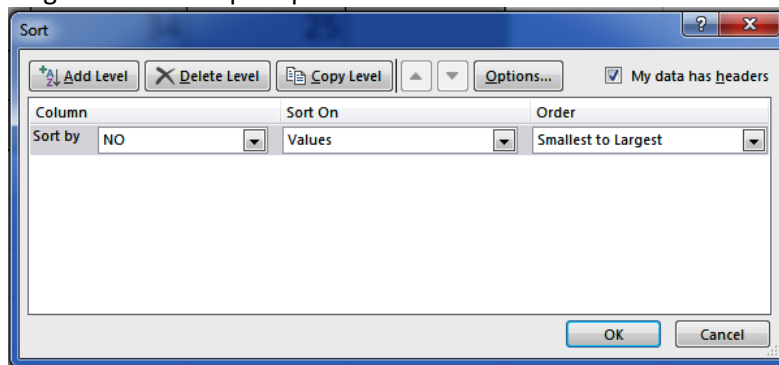 Sort
Add Level Delete Level Copy Level Options... My data has headers
Column Sort On Order
Sort by NO Values Smallest to Largest
OK Cancel